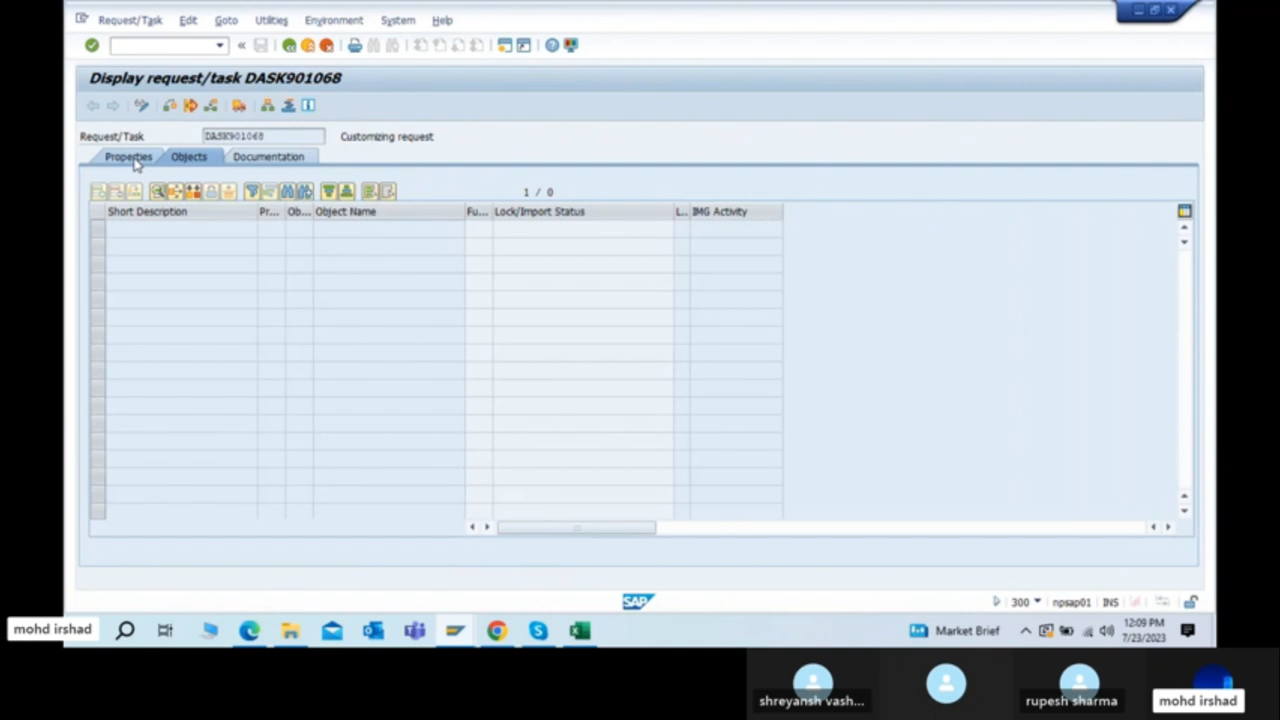 Request/Task Edit Goto Utilities Environment System Help
Display request/task DASK901068
Request/Task DASK901068 Customizing request
Properties Objects Documentation
1 / 0
Short Description Pr... Ob... Object Name Fu... Lock/Import Status L.. IMG Activity
SAP
300 npsap01 INS
mohd irshad
Market Brief
12:09 PM
7/23/2023
shreyansh vash...
rupesh sharma
mohd irshad